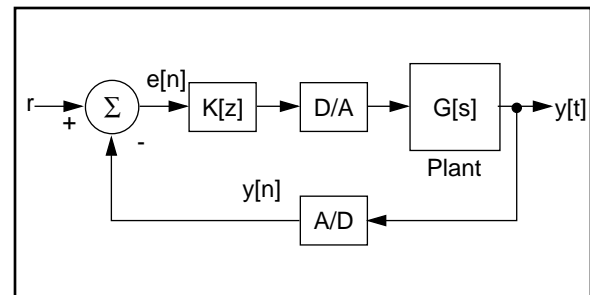 e[n]
r
+
Σ
-
K[z]
D/A
G[s]
y[t]
Plant
y[n]
A/D